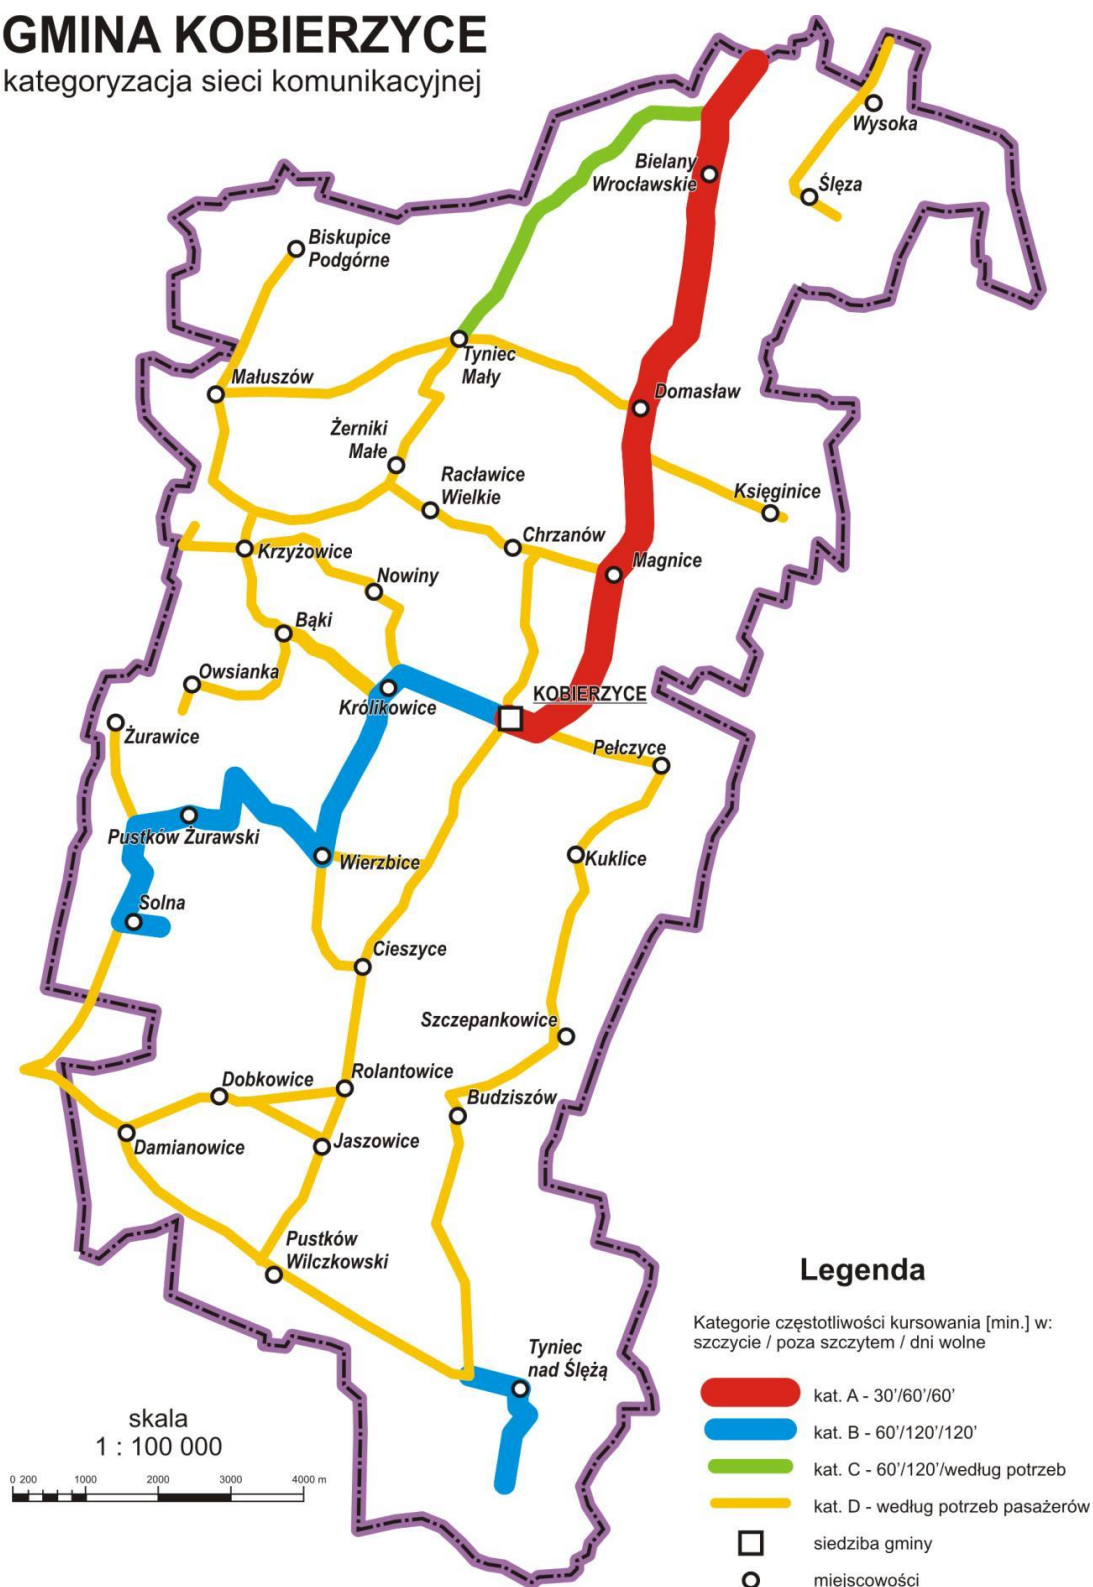 GMINA KOBIERZYCE
kategoryzacja sieci komunikacyjnej
Wysoka
Bielany
Wrocławskie
Ślęza
Biskupice
Podgórne
Tyniec
Mały
Małuszów
Domasław
Żerniki
Małe
Racławice
Wielkie
Księginice
Chrzanów
Krzyżowice
Magnice
Nowiny
Bąki
Owsianka
KOBIERZYCE
Królikowice
Żurawice
Pełczyce
Pustków Żurawski
Wierzbice
Kuklice
Solna
Cieszyce
Szczepankowice
Rolantowice
Dobkowice
Budziszów
Damianowice
Jaszowice
Pustków
Wilczkowski
Tyniec
nad Ślężą
Legenda
Kategorie częstotliwości kursowania [min.] w:
szczycie / poza szczytem / dni wolne
kat. A - 30'/60'/60'
kat. B - 60'/120'/120'
kat. C - 60'/120'/według potrzeb
kat. D - według potrzeb pasażerów
siedziba gminy
miejscowości
skala
1 : 100 000
0 200 1000 2000 3000 4000 m